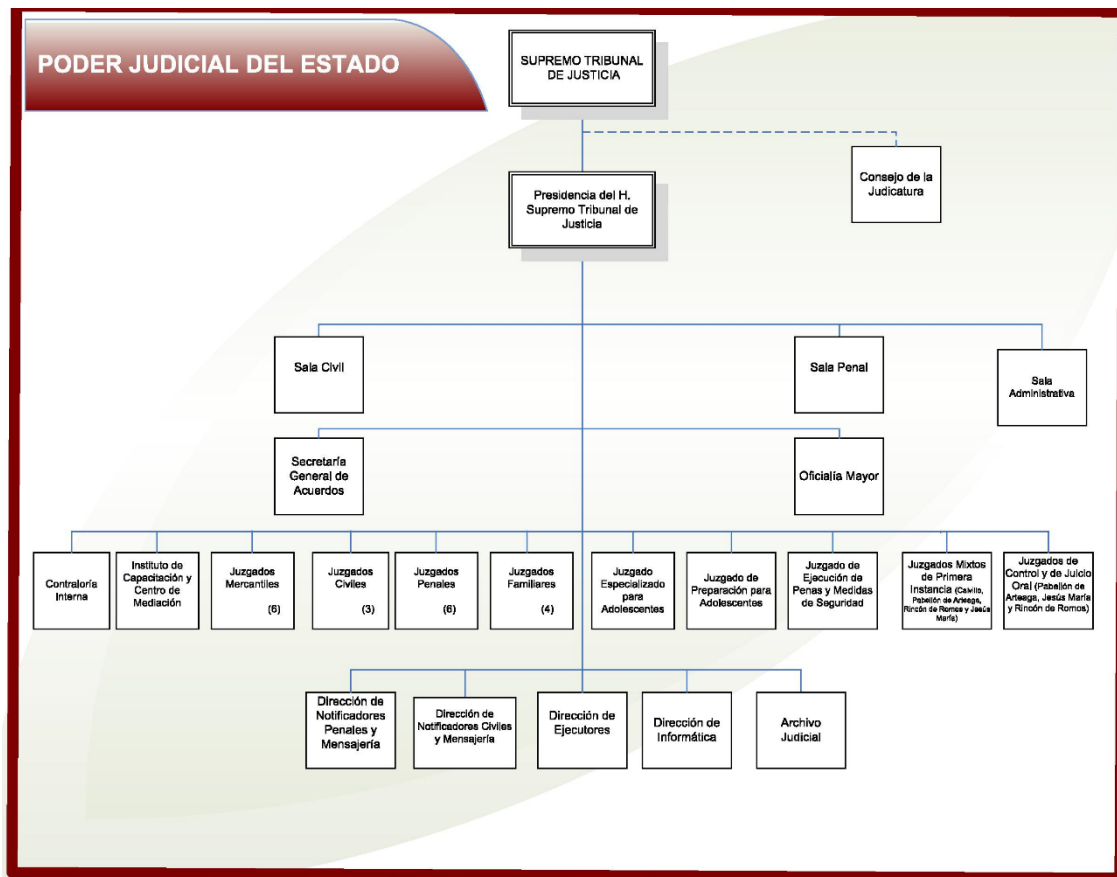 PODER JUDICIAL DEL ESTADO
SUPREMO TRIBUNAL
DE JUSTICIA
Consejo de la
Judicatura
Presidencia del H.
Supremo Tribunal de
Justicia
Sala Civil
Sala Penal
Sala
Administrativa
Secretaría
General de
Acuerdos
Oficialía Mayor
Contraloría
Interna
Instituto de
Capacitación y
Centro de
Mediación
Juzgados
Mercantiles
(6)
Juzgados
Civiles
(3)
Juzgados
Penales
(6)
Juzgados
Familiares
(4)
Juzgado
Especializado
para
Adolescentes
Juzgado de
Preparación para
Adolescentes
Juzgado de
Ejecución de
Penas y Medidas
de Seguridad
Juzgados Mixtos
de Primera
Instancia (Calvillo,
Pabellón de Arteaga,
Rincón de Romos y Jesús
María)
Juzgados de
Control y de Juicio
Oral (Pabellón de
Arteaga, Jesús María
y Rincón de Romos)
Dirección de
Notificadores
Penales y
Mensajería
Dirección de
Notificadores Civiles
y Mensajería
Dirección de
Ejecutores
Dirección de
Informática
Archivo
Judicial